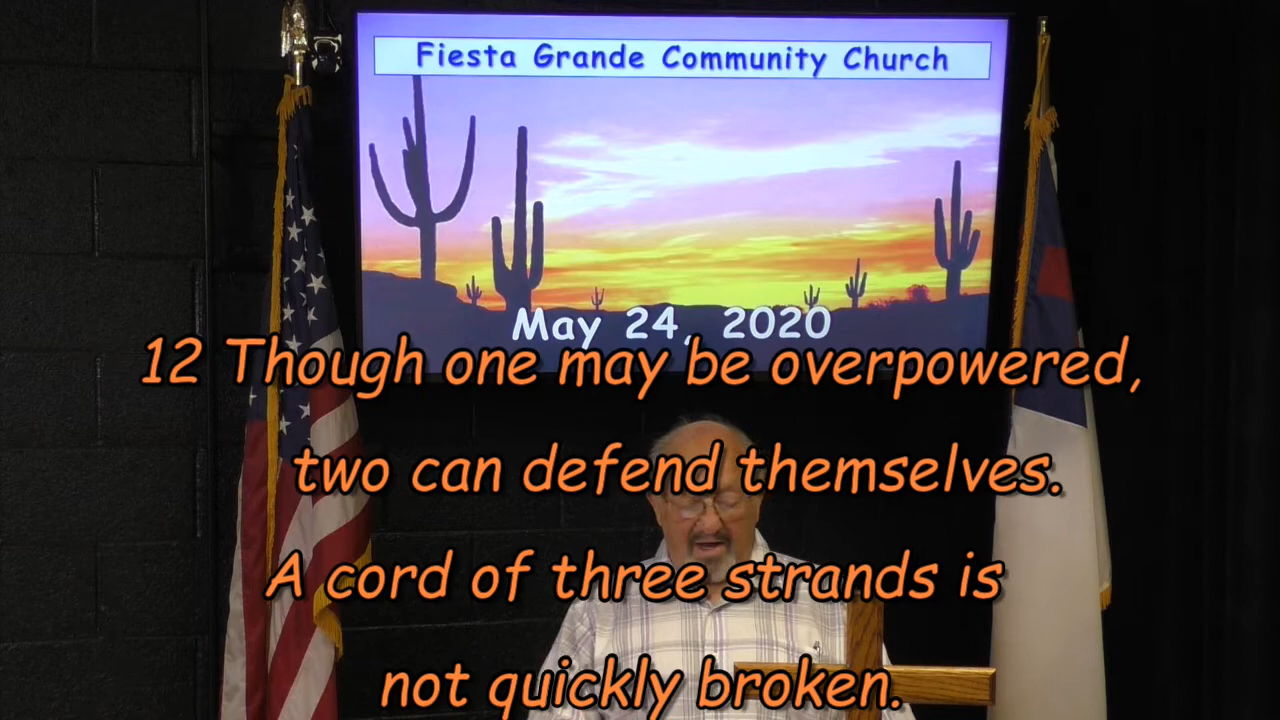 Fiesta Grande Community Church
May 24, 2020
12 Though one may be overpowered,
two can defend themselves.
A cord of three strands is
not quickly broken.